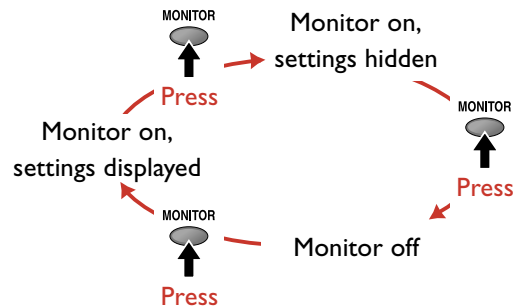 MONITOR
Press
Monitor on,
settings hidden
MONITOR
Press
Monitor off
MONITOR
Press
Monitor on,
settings displayed